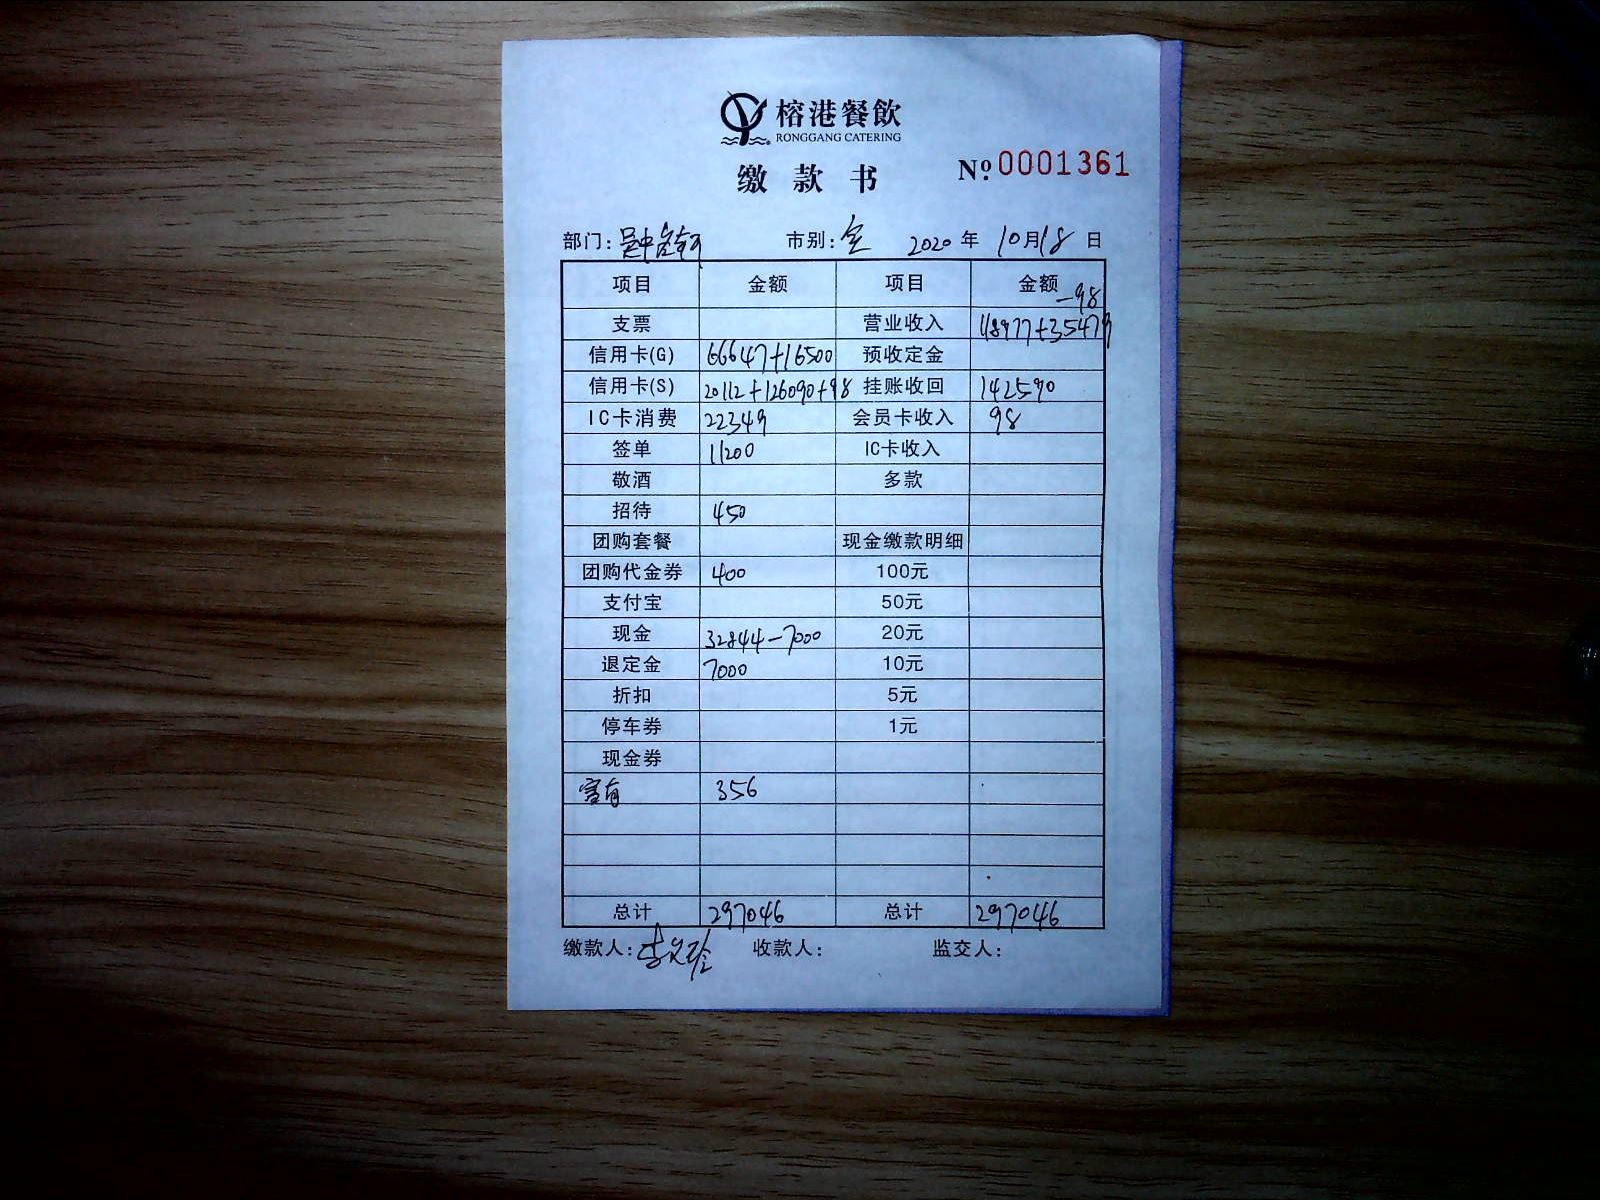 榕港餐飲
RONGGANG CATERING
缴款书 Nº 0001361
部门: 吴中 市别: 全 2020 年 10 月 18 日
项目 金额 项目 金额
-98
支票 营业收入 118977+35479
信用卡(G) 66647+16500 预收定金
信用卡(S) 20112+126090+98 挂账收回 142590
IC卡消费 22349 会员卡收入 98
签单 11200 IC卡收入
敬酒 多款
招待 450
团购套餐 现金缴款明细
团购代金券 400 100元
支付宝 50元
现金 32844-7000 20元
退定金 7000 10元
折扣 5元
停车券 1元
现金券
356
总计 297046 总计 297046
缴款人: 收款人: 监交人: